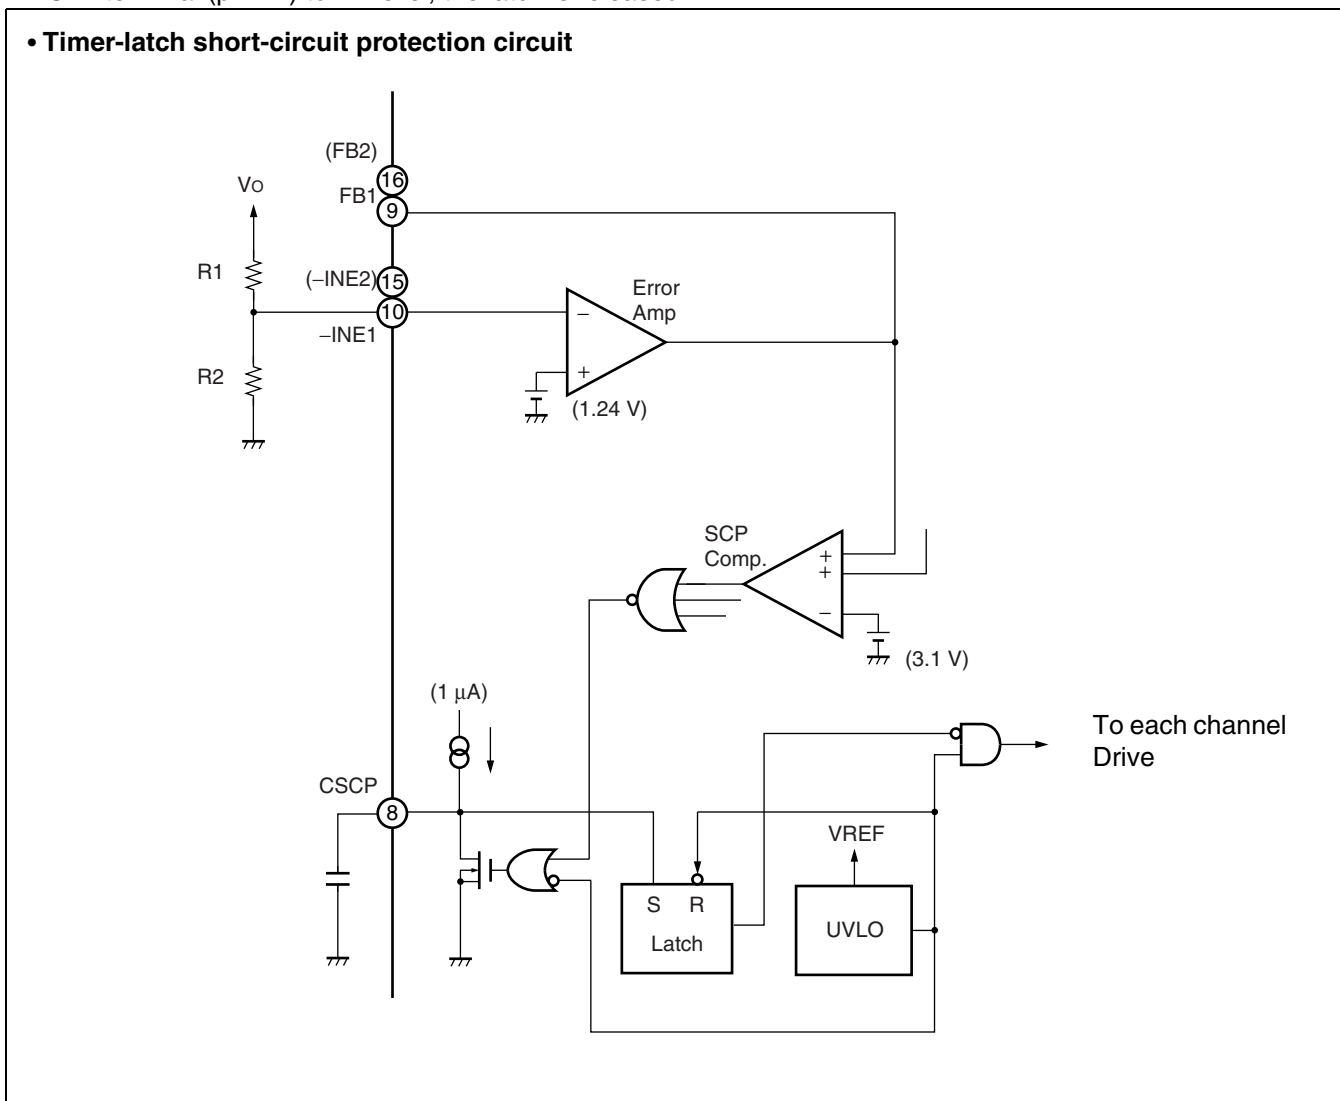 • Timer-latch short-circuit protection circuit
(FB2)
16
VO
FB1
9
R1
(−INE2)
15
10
−INE1
Error
Amp
−
+
(1.24 V)
R2
SCP
Comp.
+
+
−
(3.1 V)
(1 μA)
To each channel
Drive
CSCP
8
VREF
S R
Latch
UVLO